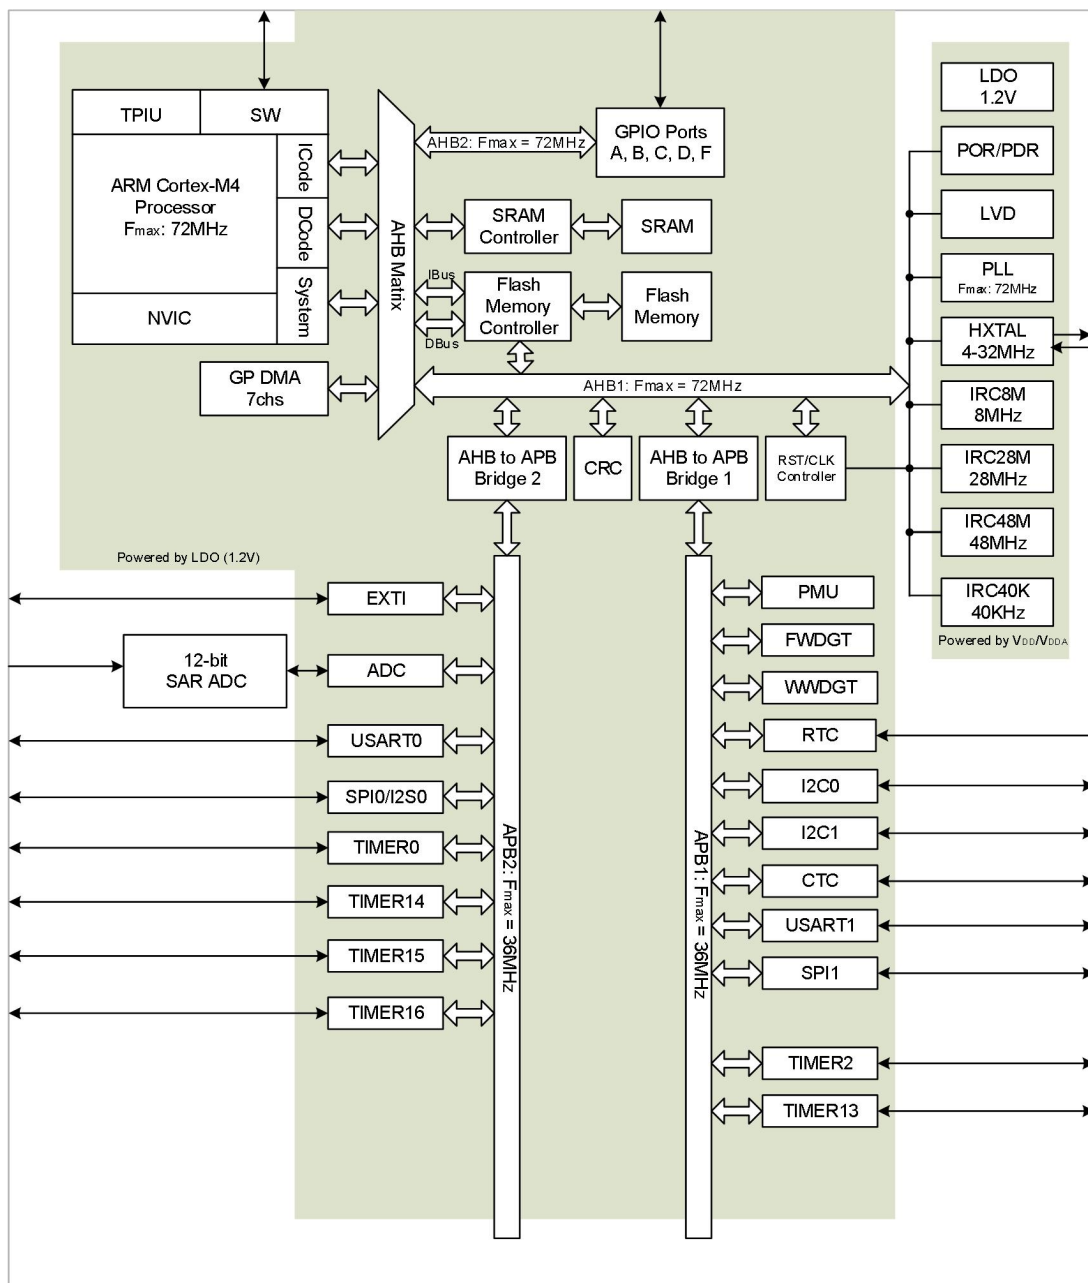 TPIU
SW
ARM Cortex-M4
Processor
Fmax: 72MHz
NVIC
ICode
DCode
System
GP DMA
7chs
AHB Matrix
AHB2: Fmax = 72MHz
GPIO Ports
A, B, C, D, F
SRAM
Controller
SRAM
IBus
DBus
Flash
Memory
Controller
Flash
Memory
AHB1: Fmax = 72MHz
AHB to APB
Bridge 2
CRC
AHB to APB
Bridge 1
RST/CLK
Controller
LDO
1.2V
POR/PDR
LVD
PLL
Fmax: 72MHz
HXTAL
4-32MHz
IRC8M
8MHz
IRC28M
28MHz
IRC48M
48MHz
IRC40K
40KHz
Powered by VDD/VDDA
Powered by LDO (1.2V)
EXTI
12-bit
SAR ADC
ADC
USART0
SPI0/I2S0
TIMER0
TIMER14
TIMER15
TIMER16
APB2: Fmax = 36MHz
APB1: Fmax = 36MHz
PMU
FWDGT
WWDGT
RTC
I2C0
I2C1
CTC
USART1
SPI1
TIMER2
TIMER13